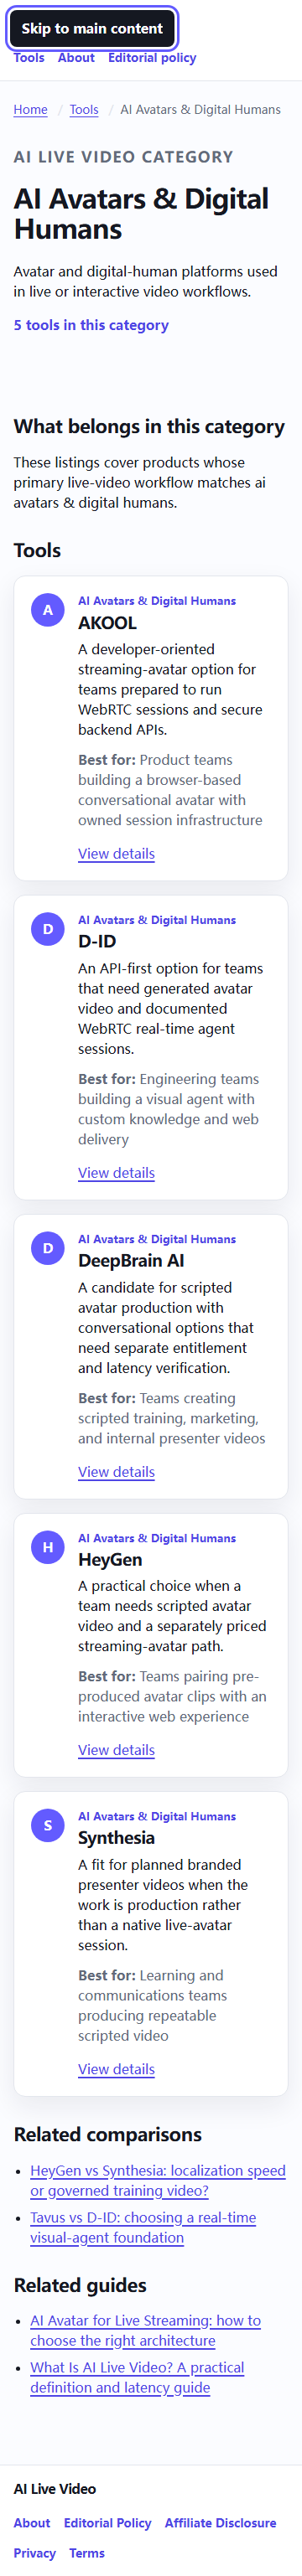 Skip to main content
Tools About Editorial policy
Home / Tools / AI Avatars & Digital Humans
AI LIVE VIDEO CATEGORY
AI Avatars & Digital
Humans
Avatar and digital-human platforms used
in live or interactive video workflows.
5 tools in this category
What belongs in this category
These listings cover products whose
primary live-video workflow matches ai
avatars & digital humans.
Tools
A
AI Avatars & Digital Humans
AKOOL
A developer-oriented
streaming-avatar option for
teams prepared to run
WebRTC sessions and secure
backend APIs.
Best for: Product teams
building a browser-based
conversational avatar with
owned session infrastructure
View details
D
AI Avatars & Digital Humans
D-ID
An API-first option for teams
that need generated avatar
video and documented
WebRTC real-time agent
sessions.
Best for: Engineering teams
building a visual agent with
custom knowledge and web
delivery
View details
D
AI Avatars & Digital Humans
DeepBrain AI
A candidate for scripted
avatar production with
conversational options that
need separate entitlement
and latency verification.
Best for: Teams creating
scripted training, marketing,
and internal presenter videos
View details
H
AI Avatars & Digital Humans
HeyGen
A practical choice when a
team needs scripted avatar
video and a separately priced
streaming-avatar path.
Best for: Teams pairing pre-
produced avatar clips with an
interactive web experience
View details
S
AI Avatars & Digital Humans
Synthesia
A fit for planned branded
presenter videos when the
work is production rather
than a native live-avatar
session.
Best for: Learning and
communications teams
producing repeatable
scripted video
View details
Related comparisons
• HeyGen vs Synthesia: localization speed
or governed training video?
• Tavus vs D-ID: choosing a real-time
visual-agent foundation
Related guides
• AI Avatar for Live Streaming: how to
choose the right architecture
• What Is AI Live Video? A practical
definition and latency guide
AI Live Video
About Editorial Policy Affiliate Disclosure
Privacy Terms